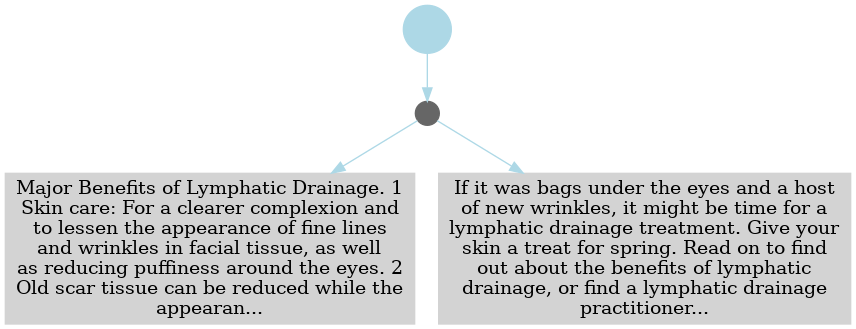 Major Benefits of Lymphatic Drainage. 1
Skin care: For a clearer complexion and
to lessen the appearance of fine lines
and wrinkles in facial tissue, as well
as reducing puffiness around the eyes. 2
Old scar tissue can be reduced while the
appearan...
If it was bags under the eyes and a host
of new wrinkles, it might be time for a
lymphatic drainage treatment. Give your
skin a treat for spring. Read on to find
out about the benefits of lymphatic
drainage, or find a lymphatic drainage
practitioner...